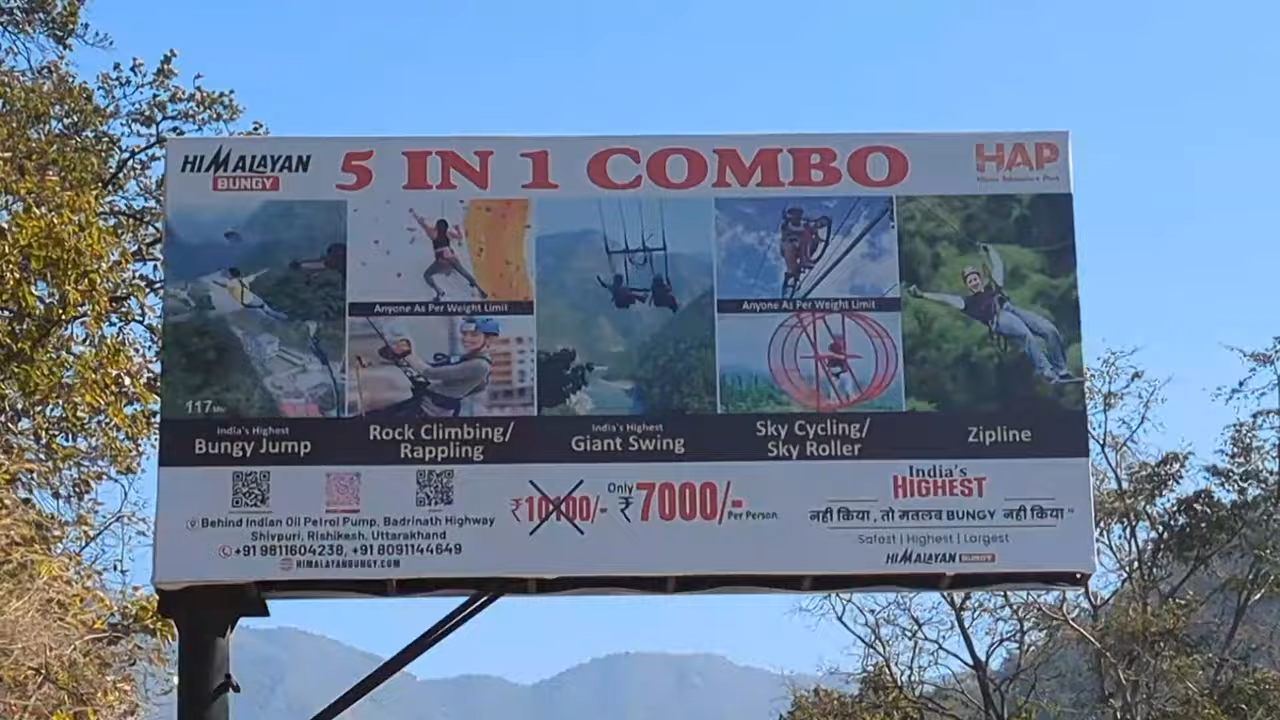 HIMALAYAN
BUNGY
5 IN 1 COMBO
HAP
Anyone As Per Weight Limit
Anyone As Per Weight Limit
117
India's Highest
Bungy Jump
Rock Climbing/
Rappling
India's Highest
Giant Swing
Sky Cycling/
Sky Roller
Zipline
Behind Indian Oil Petrol Pump, Badrinath Highway
Shivpuri, Rishikesh, Uttarakhand
+91 9811604238, +91 8091144649
HIMALAYANBUNGY.COM
₹10100/-
Only
₹7000/-
Per Person
India's
HIGHEST
नहीं किया, तो मतलब BUNGY नहीं किया"
Safest | Highest | Largest
HIMALAYAN BUNGY